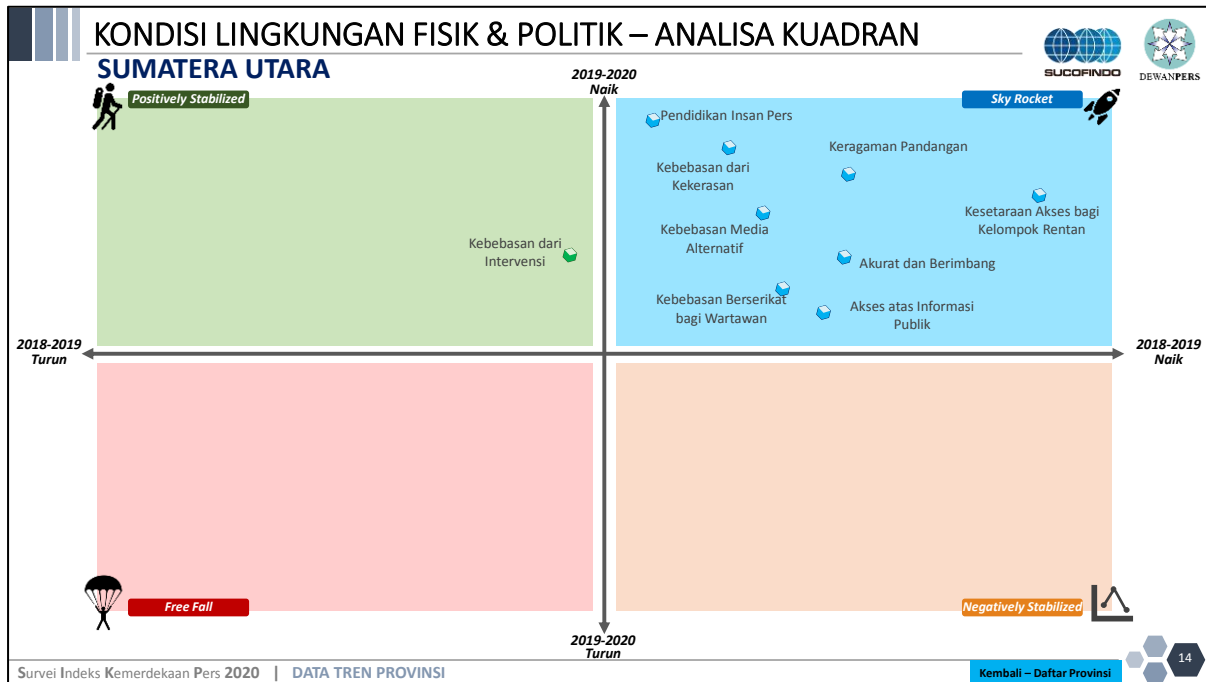 KONDISI LINGKUNGAN FISIK & POLITIK – ANALISA KUADRAN
SUMATERA UTARA
SUCOFINDO
DEWANPERS
2019-2020
Naik
Positively Stabilized
Sky Rocket
Pendidikan Insan Pers
Kebebasan dari
Kekerasan
Keragaman Pandangan
Kesetaraan Akses bagi
Kelompok Rentan
Kebebasan Media
Alternatif
Kebebasan dari
Intervensi
Akurat dan Berimbang
Kebebasan Berserikat
bagi Wartawan
Akses atas Informasi
Publik
2018-2019
Turun
2018-2019
Naik
Free Fall
Negatively Stabilized
2019-2020
Turun
Survei Indeks Kemerdekaan Pers 2020 | DATA TREN PROVINSI
Kembali – Daftar Provinsi
14